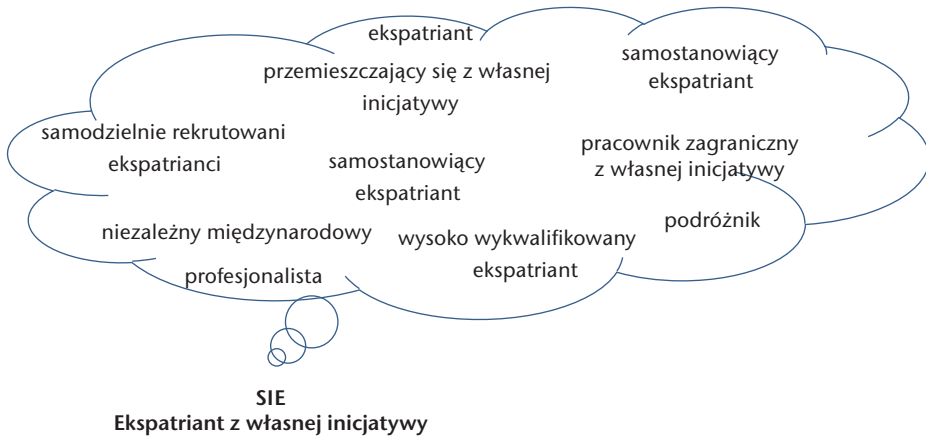 ekspatriant
przemieszczający się z własnej
inicjatywy
samostanowiący
ekspatriant
samodzielnie rekrutowani
ekspatrianci
samostanowiący
ekspatriant
pracownik zagraniczny
z własnej inicjatywy
niezależny międzynarodowy
profesjonalista
wysoko wykwalifikowany
ekspatriant
podróżnik
SIE
Ekspatriant z własnej inicjatywy